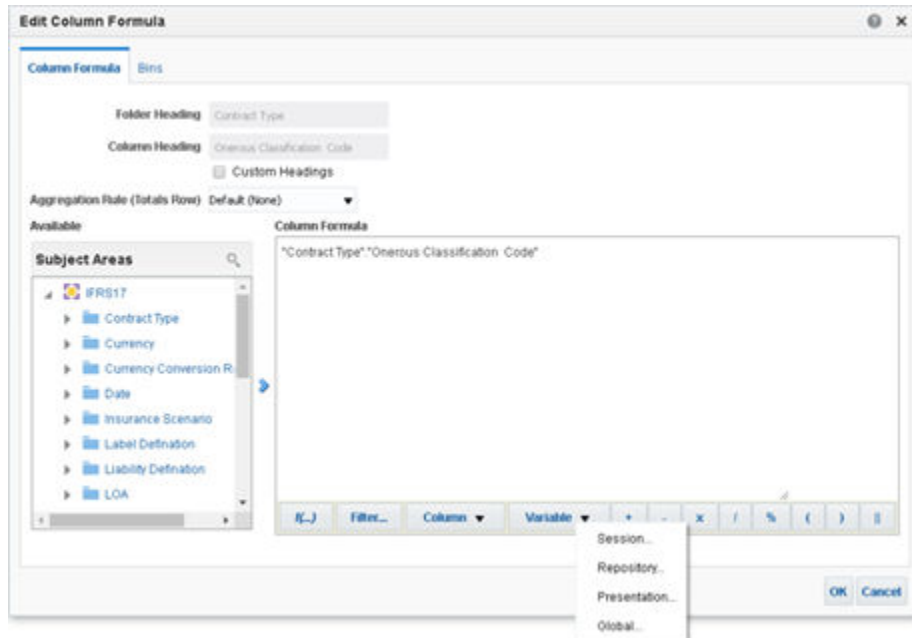 Edit Column Formula
Column Formula Bins
Folder Heading Contract Type
Column Heading Onerous Classification Code
Custom Headings
Aggregation Rule (Totals Row) Default (None)
Available Column Formula
Subject Areas
"Contract Type"."Onerous Classification Code"
IFRS17
Contract Type
Currency
Currency Conversion R
Date
Insurance Scenario
Label Defination
Liability Defination
LOA
f(...) Filter... Column Variable + - x / % ( ) ||
Session...
Repository...
Presentation...
Global...
OK Cancel